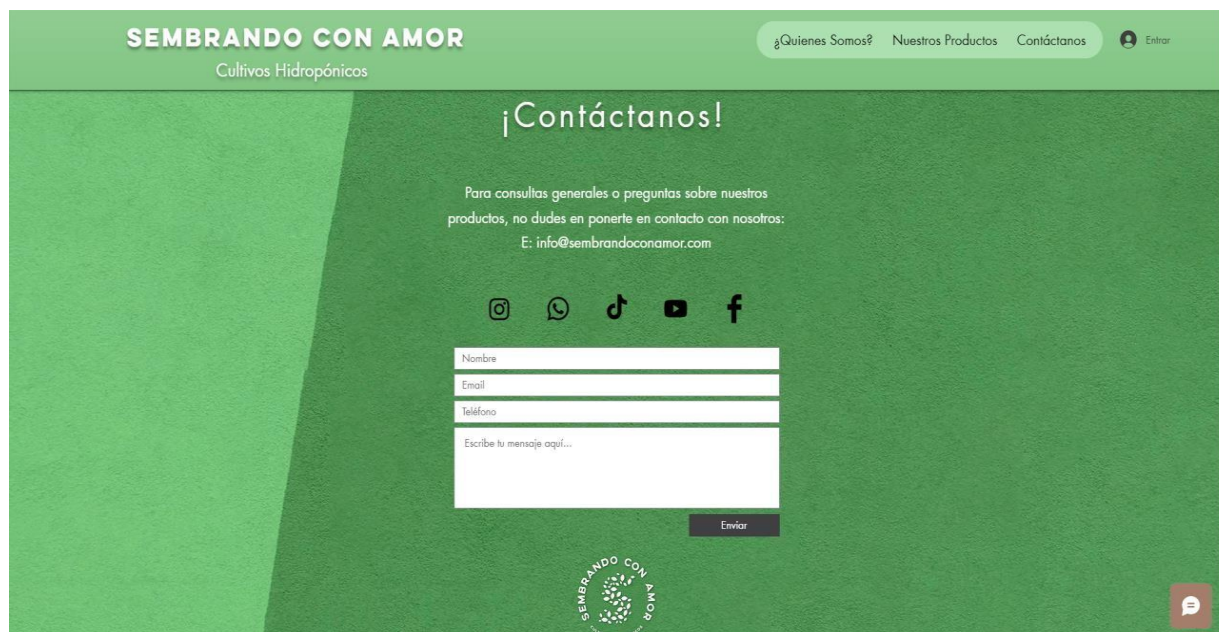 SEMBRANDO CON AMOR
Cultivos Hidropónicos
¿Quienes Somos? Nuestros Productos Contáctanos Entrar
¡Contáctanos!
Para consultas generales o preguntas sobre nuestros
productos, no dudes en ponerte en contacto con nosotros:
E: info@sembrandoconamor.com
Nombre
Email
Teléfono
Escribe tu mensaje aquí...
Enviar
SEMBRANDO CON AMOR